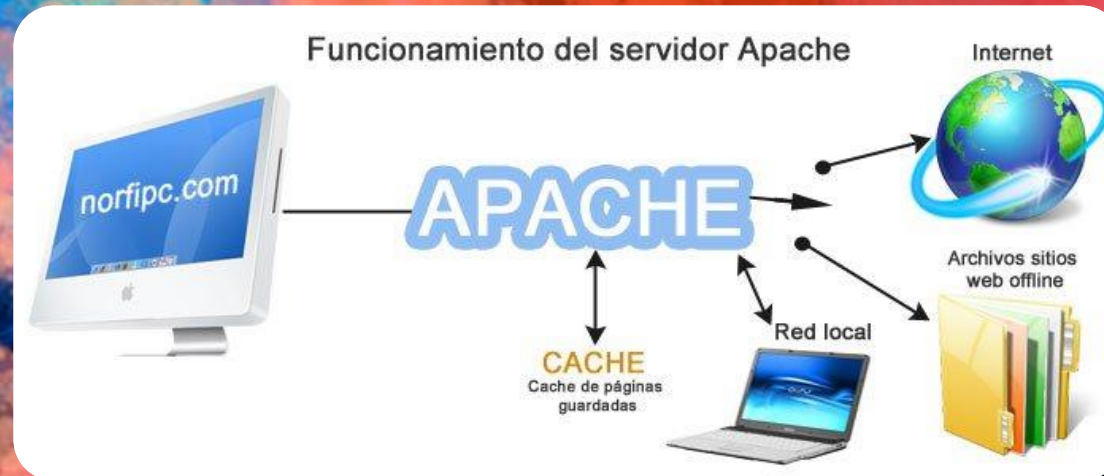 Funcionamiento del servidor Apache
Internet
norfipc.com
APACHE
Archivos sitios
web offline
Red local
CACHE
Cache de páginas
guardadas